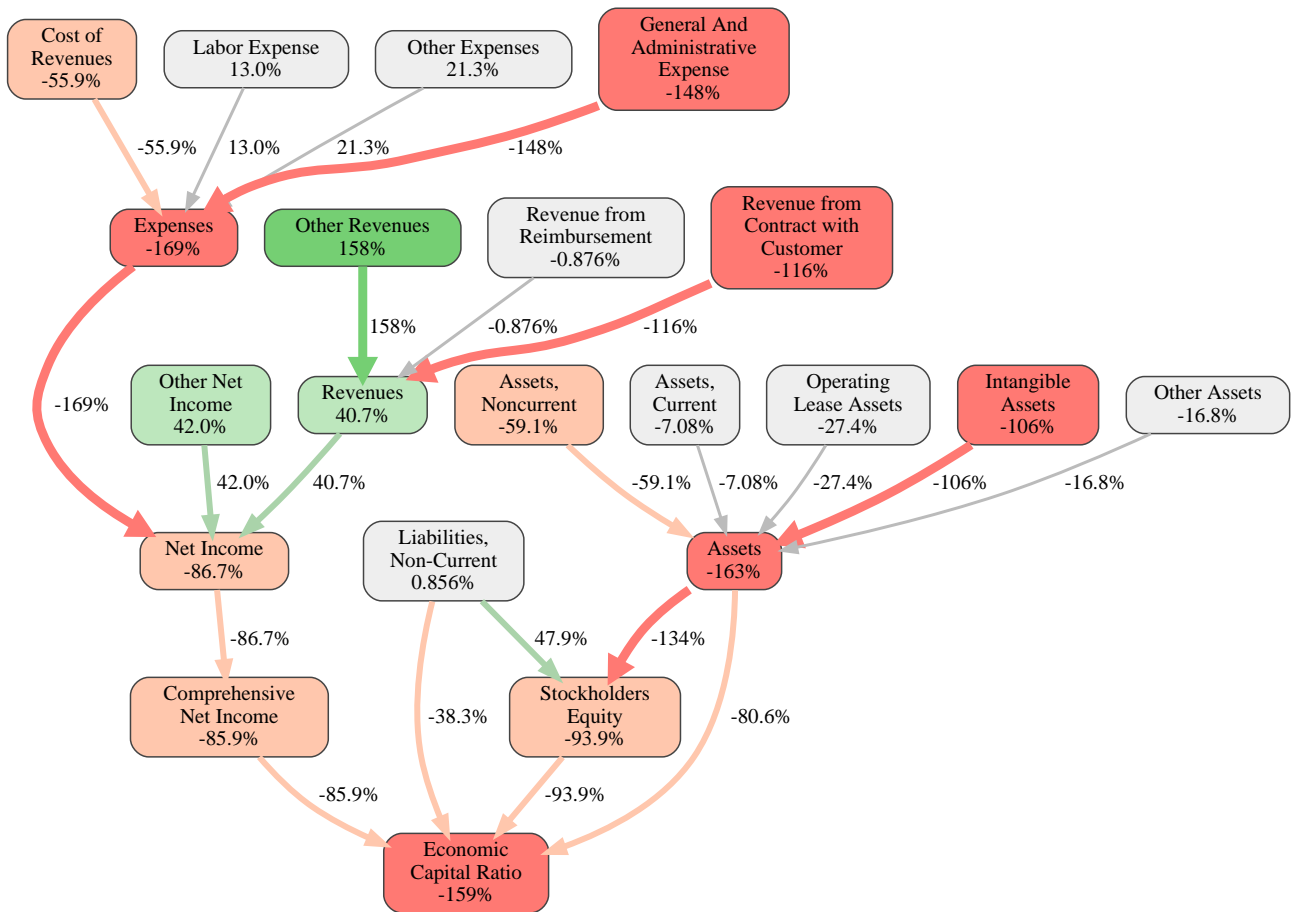 Cost of
Revenues
-55.9%
Labor Expense
13.0%
Other Expenses
21.3%
General And
Administrative
Expense
-148%
-55.9%
13.0%
21.3%
-148%
Expenses
-169%
Other Revenues
158%
Revenue from
Reimbursement
-0.876%
Revenue from
Contract with
Customer
-116%
158%
-0.876%
-116%
-169%
Other Net
Income
42.0%
Revenues
40.7%
Assets,
Noncurrent
-59.1%
Assets,
Current
-7.08%
Operating
Lease Assets
-27.4%
Intangible
Assets
-106%
Other Assets
-16.8%
42.0%
40.7%
-59.1%
-7.08%
-27.4%
-106%
-16.8%
Net Income
-86.7%
Liabilities,
Non-Current
0.856%
Assets
-163%
-86.7%
47.9%
-134%
Comprehensive
Net Income
-85.9%
-38.3%
Stockholders
Equity
-93.9%
-80.6%
-85.9%
-93.9%
Economic
Capital Ratio
-159%